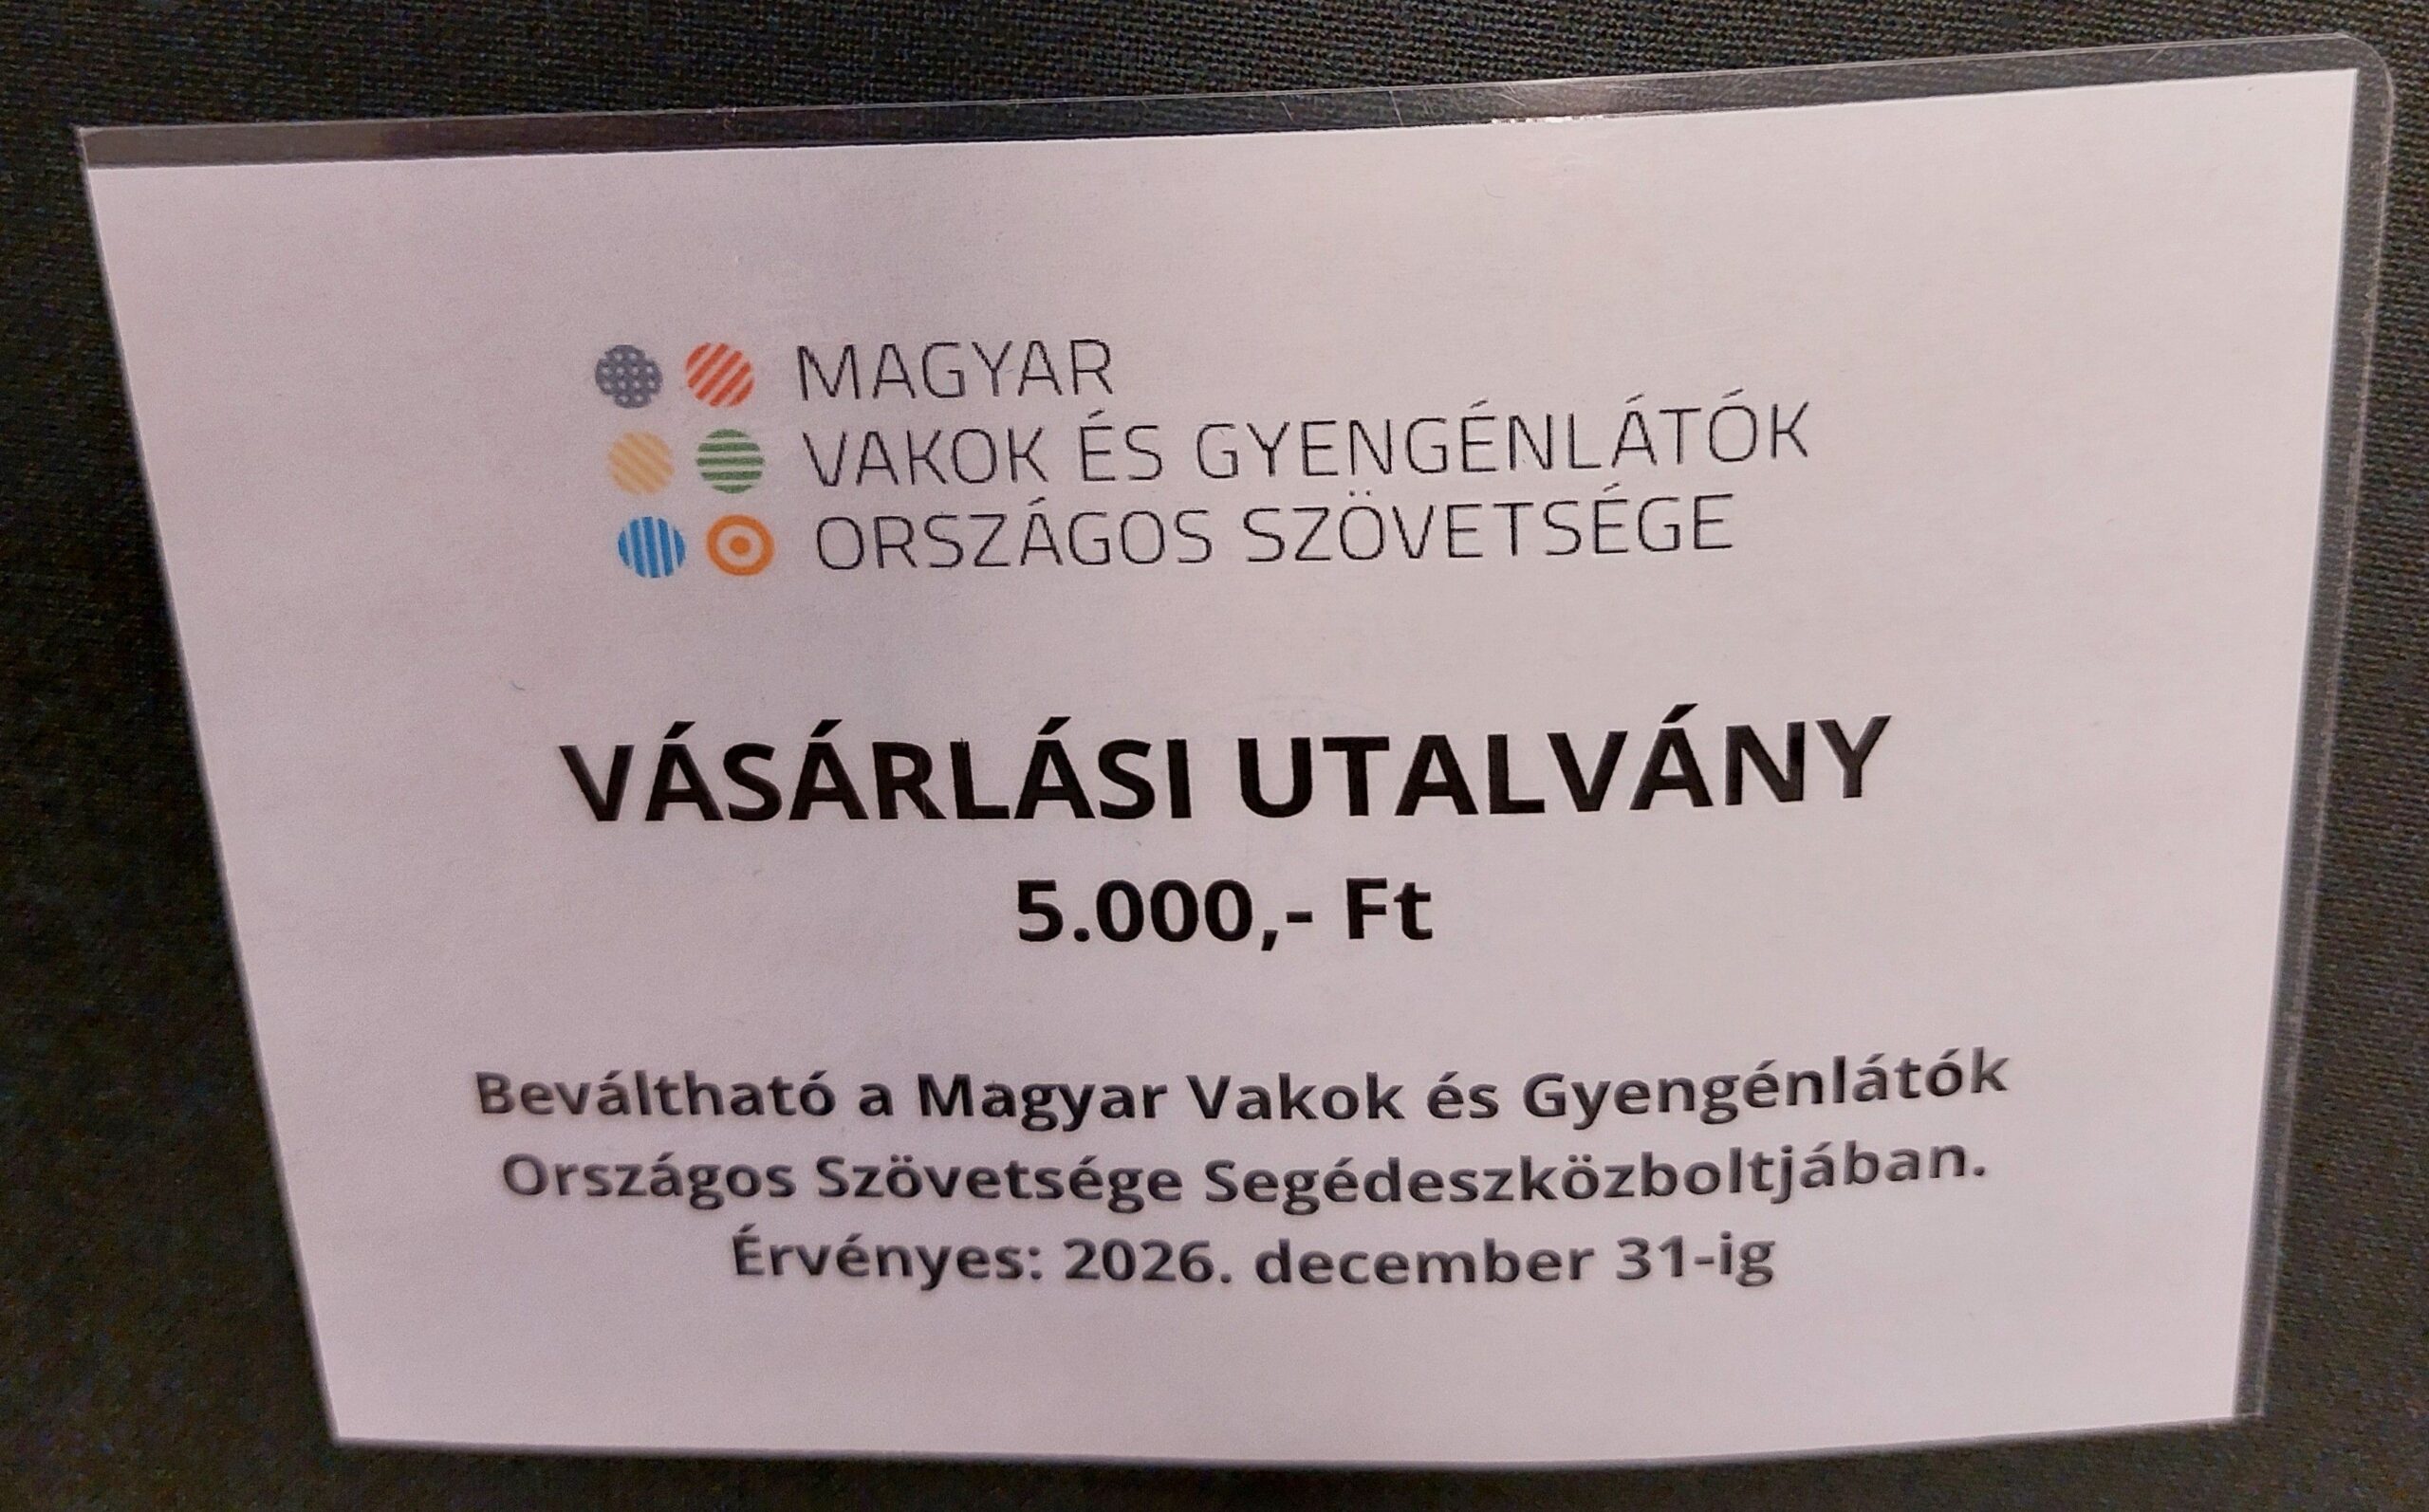 MAGYAR
VAKOK ÉS GYENGÉNLÁTÓK
ORSZÁGOS SZÖVETSÉGE
VÁSÁRLÁSI UTALVÁNY
5.000,- Ft
Beváltható a Magyar Vakok és Gyengénlátók
Országos Szövetsége Segédeszközboltjában.
Érvényes: 2026. december 31-ig